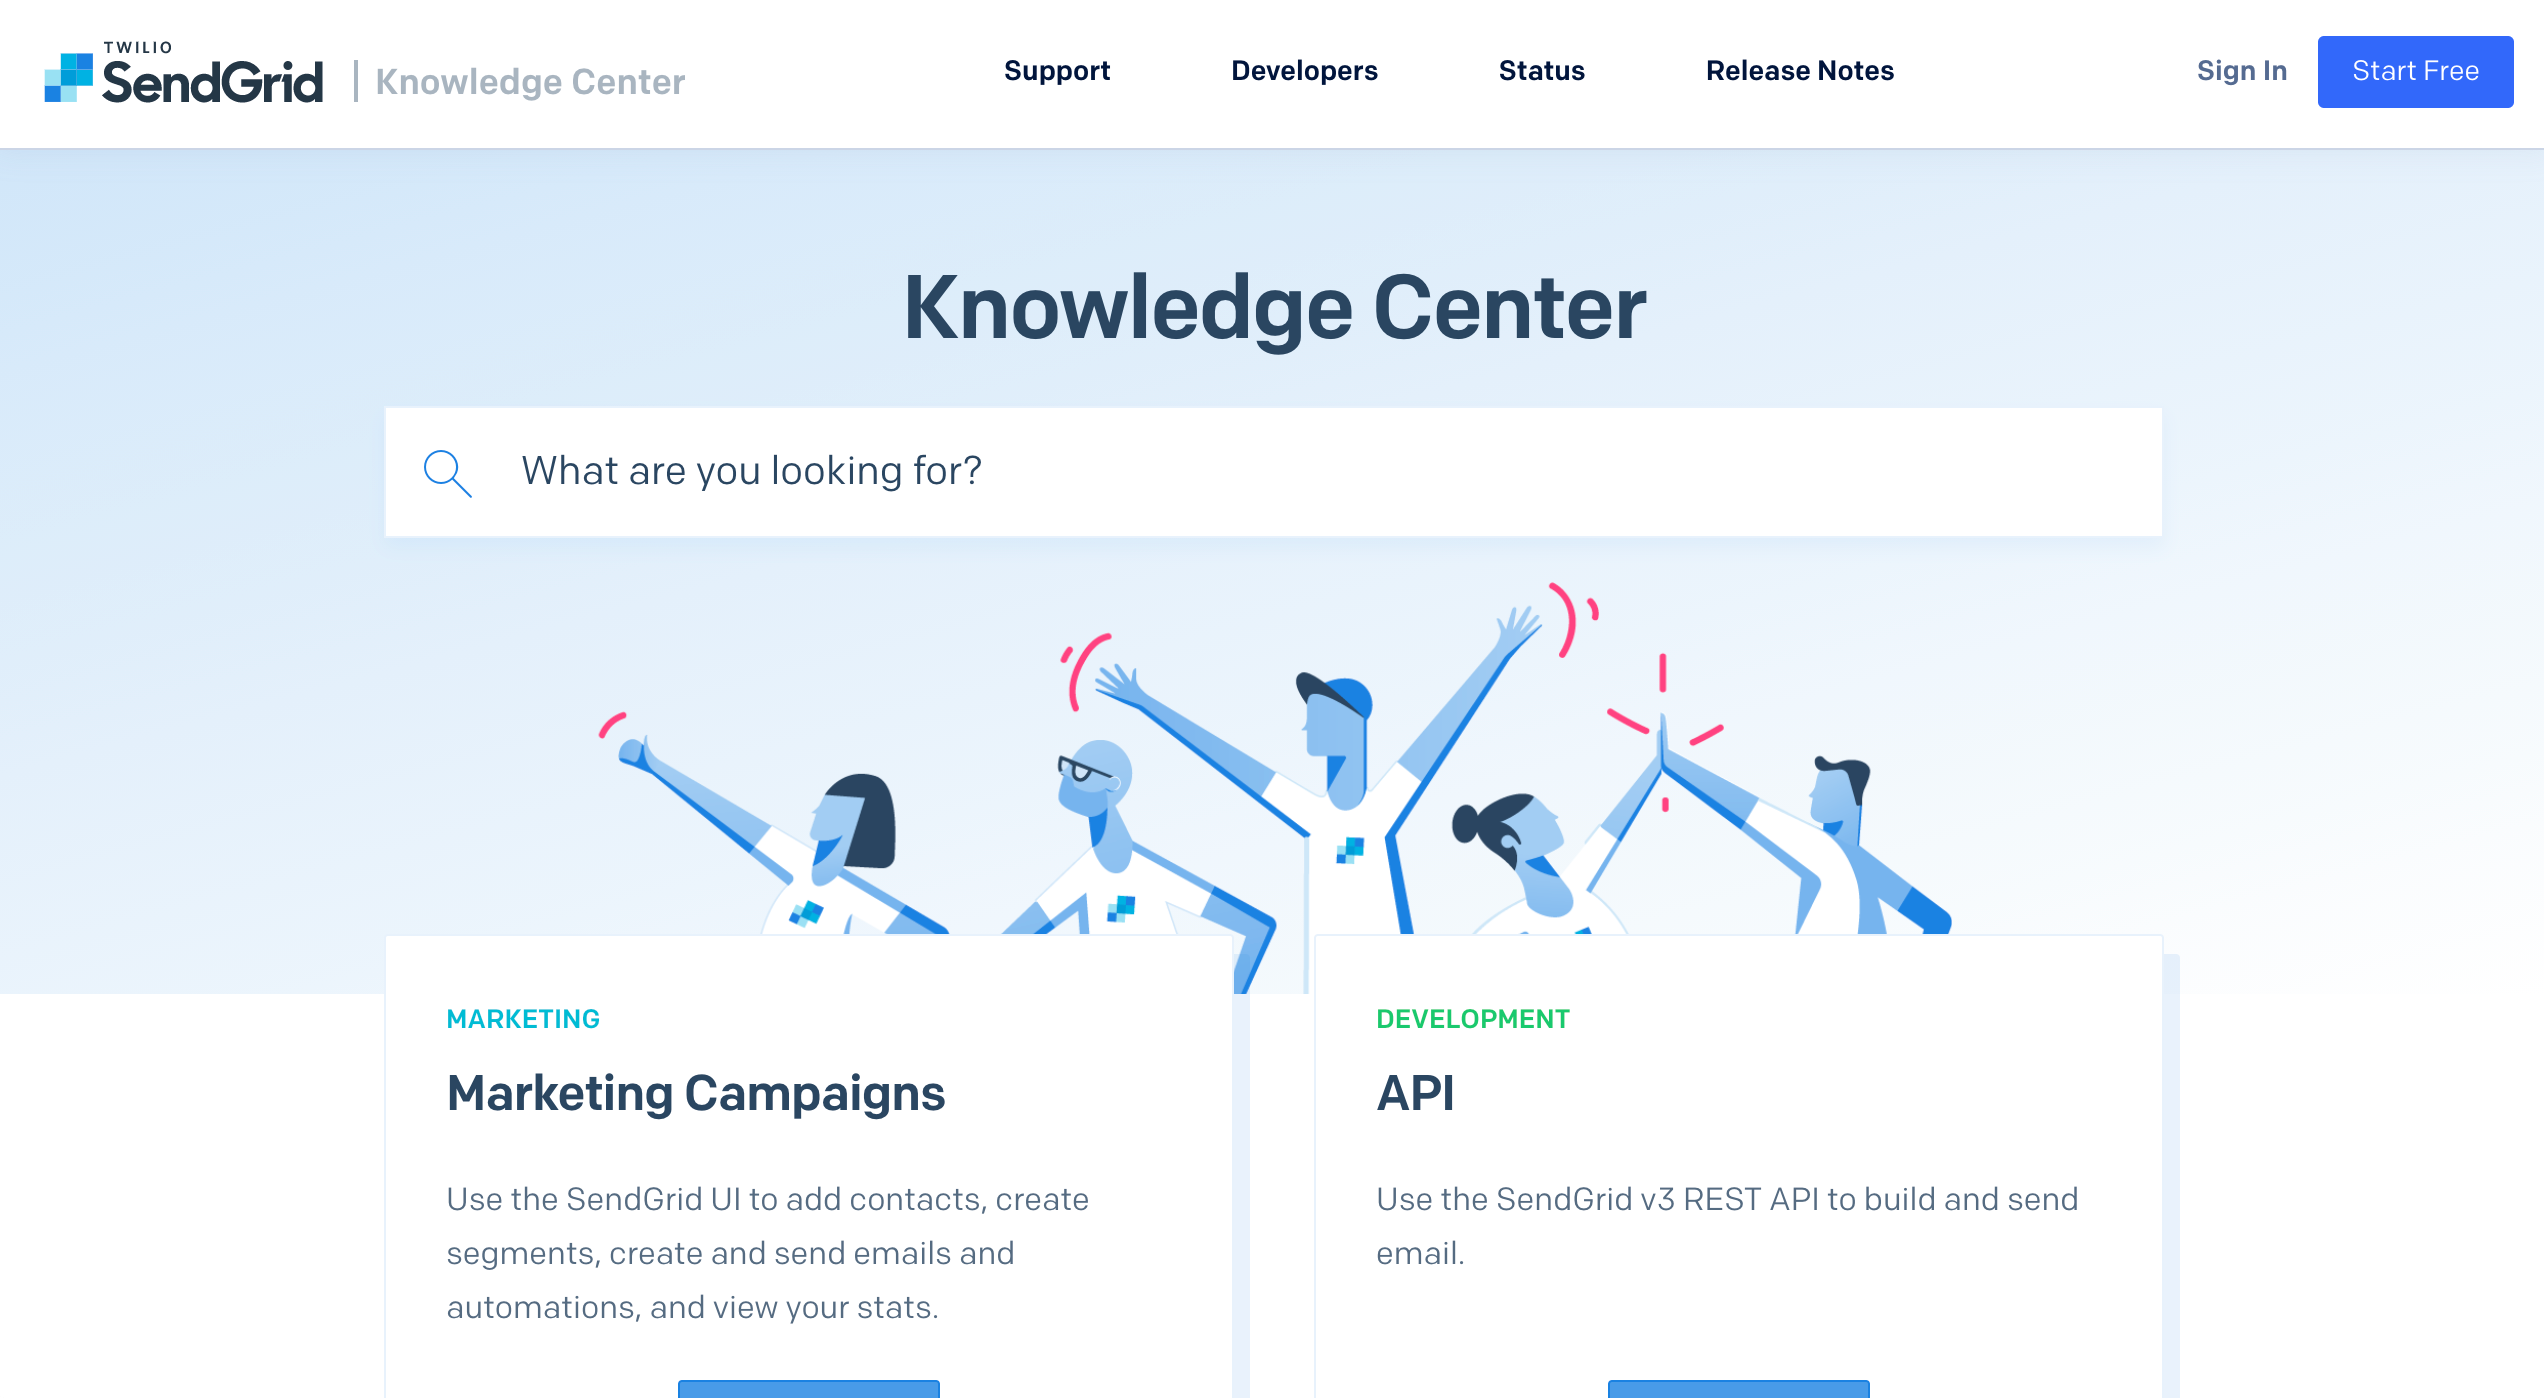 TWILIO
SendGrid
Knowledge Center
Support
Developers
Status
Release Notes
Sign In
Start Free
Knowledge Center
What are you looking for?
MARKETING
Marketing Campaigns
Use the SendGrid UI to add contacts, create
segments, create and send emails and
automations, and view your stats.
DEVELOPMENT
API
Use the SendGrid v3 REST API to build and send
email.